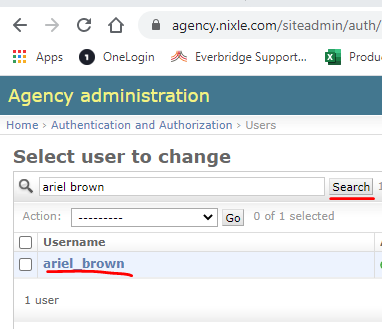 agency.nixle.com/siteadmin/auth/
OneLogin
Everbridge Support...
Produc
Agency administration
Home › Authentication and Authorization › Users
Select user to change
ariel brown Search 1
Action: --------- Go 0 of 1 selected
Username
ariel_brown
1 user